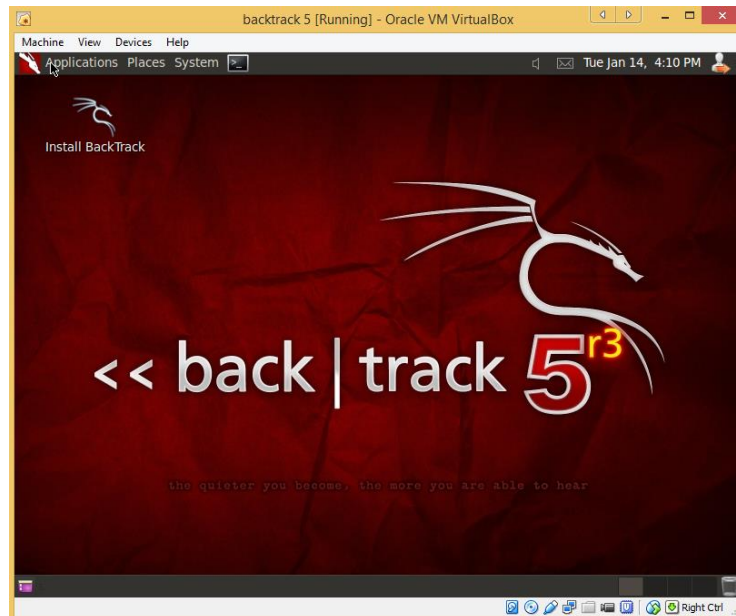 backtrack 5 [Running] - Oracle VM VirtualBox
Machine View Devices Help
Applications Places System Tue Jan 14, 4:10 PM
Install BackTrack
<< back | track 5 r3
the quieter you become, the more you are able to hear
Right Ctrl